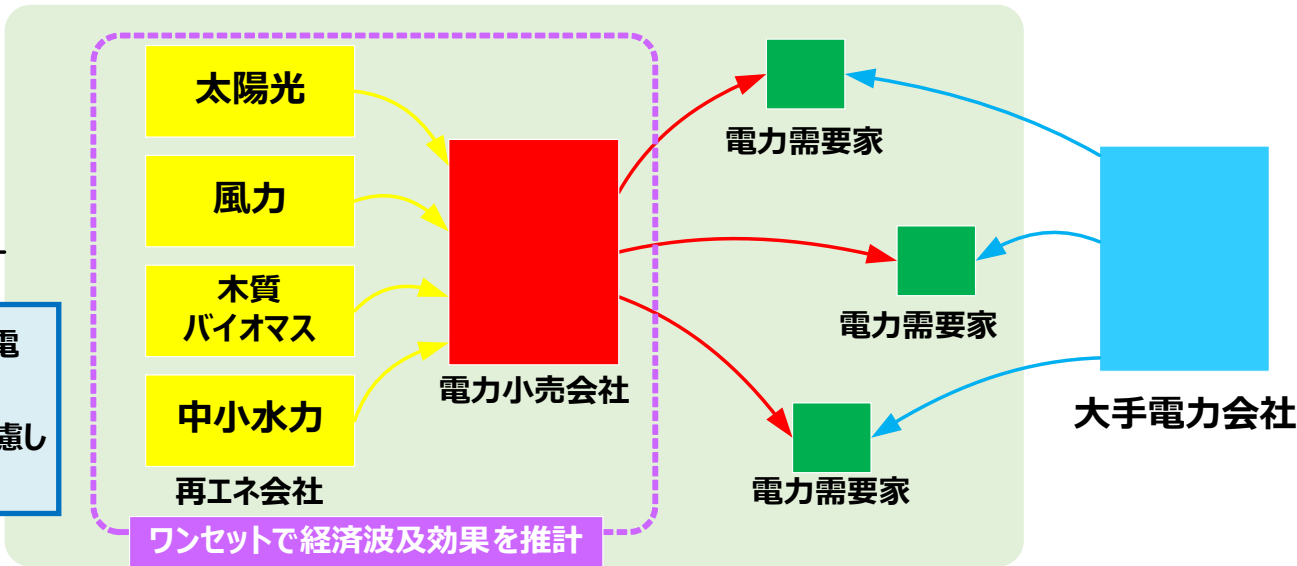 太陽光
風力
木質
バイオマス
中小水力
再エネ会社
電力小売会社
ワンセットで経済波及効果を推計
電力需要家
電力需要家
電力需要家
大手電力会社
電
慮し